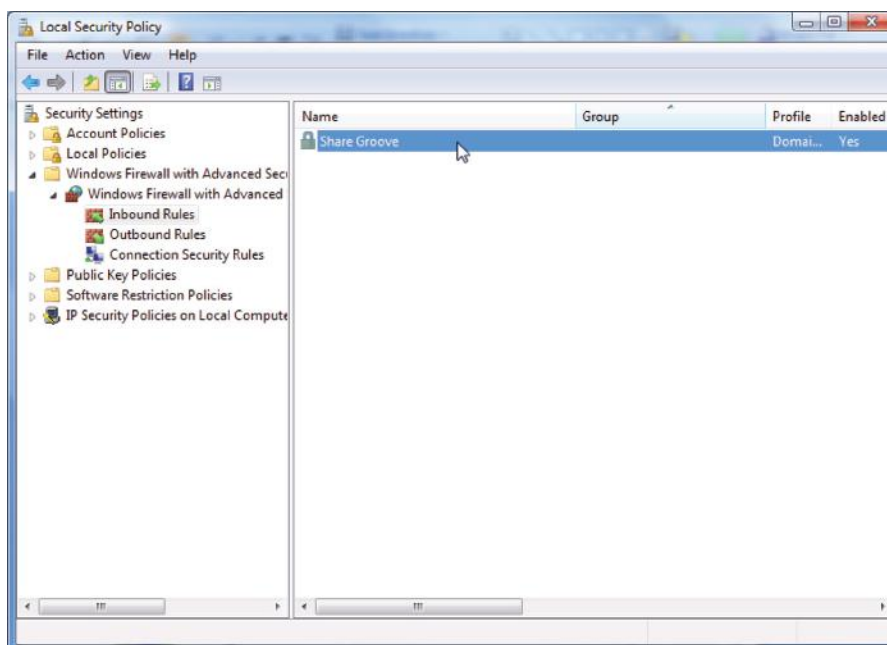 Local Security Policy
File Action View Help
Security Settings
Account Policies
Local Policies
Windows Firewall with Advanced Secu
Windows Firewall with Advanced
Inbound Rules
Outbound Rules
Connection Security Rules
Public Key Policies
Software Restriction Policies
IP Security Policies on Local Compute
Name Group Profile Enabled
Share Groove Domai... Yes